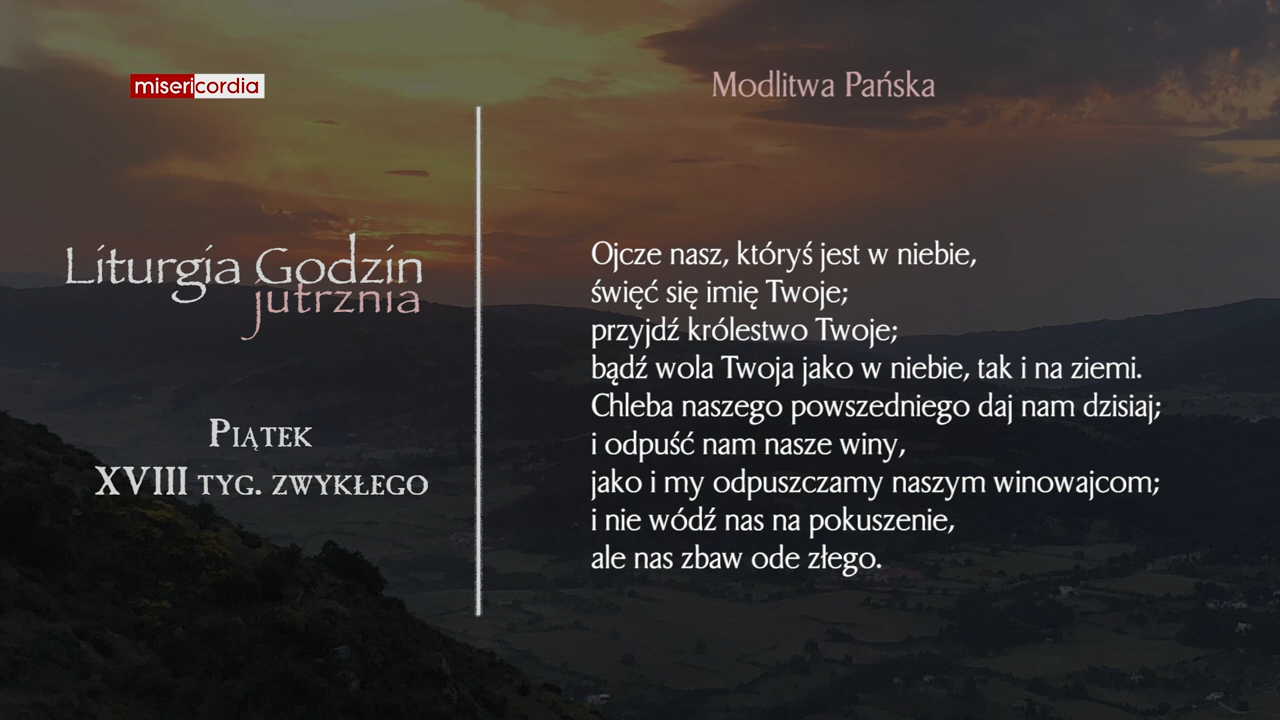 misericordia
Liturgia Godzin
jutrznia
Piątek
XVIII tyg. zwykłego
Modlitwa Pańska
Ojcze nasz, któryś jest w niebie,
święć się imię Twoje;
przyjdź królestwo Twoje;
bądź wola Twoja jako w niebie, tak i na ziemi.
Chleba naszego powszedniego daj nam dzisiaj;
i odpuść nam nasze winy,
jako i my odpuszczamy naszym winowajcom;
i nie wódź nas na pokuszenie,
ale nas zbaw ode złego.